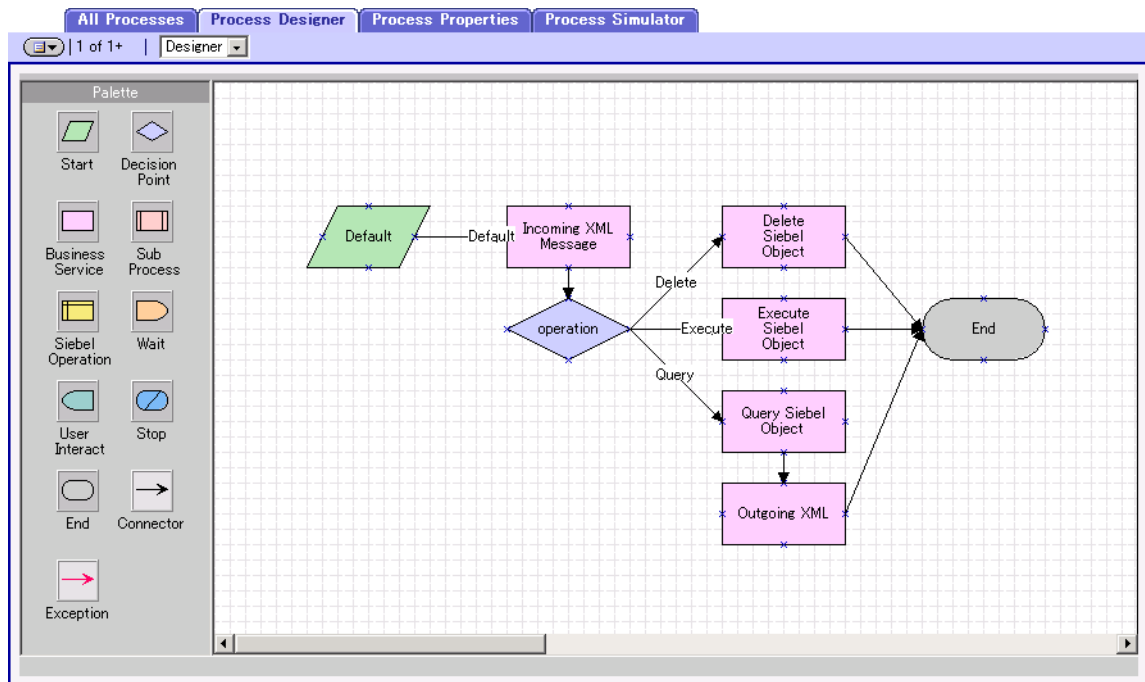 All Processes Process Designer Process Properties Process Simulator
1 of 1+ | Designer
Palette
Start
Decision
Point
Business
Service
Sub
Process
Siebel
Operation
Wait
User
Interact
Stop
End
Connector
Exception
Default
Default
Incoming XML
Message
operation
Delete
Execute
Query
Delete
Siebel
Object
Execute
Siebel
Object
Query Siebel
Object
Outgoing XML
End